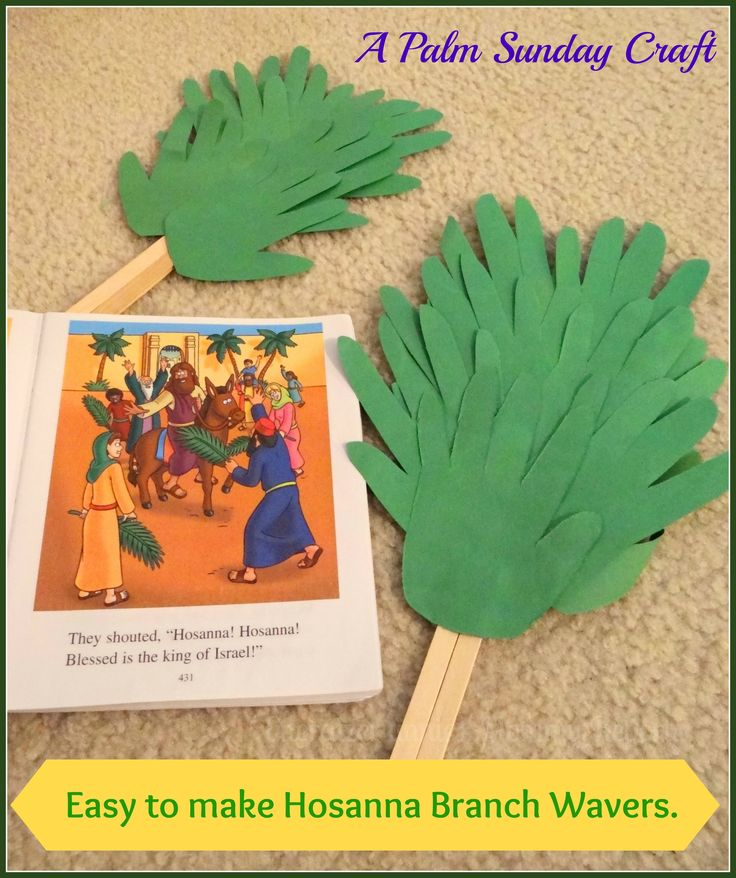 A Palm Sunday Craft
They shouted, "Hosanna! Hosanna!
Blessed is the king of Israel!"
431
Easy to make Hosanna Branch Wavers.